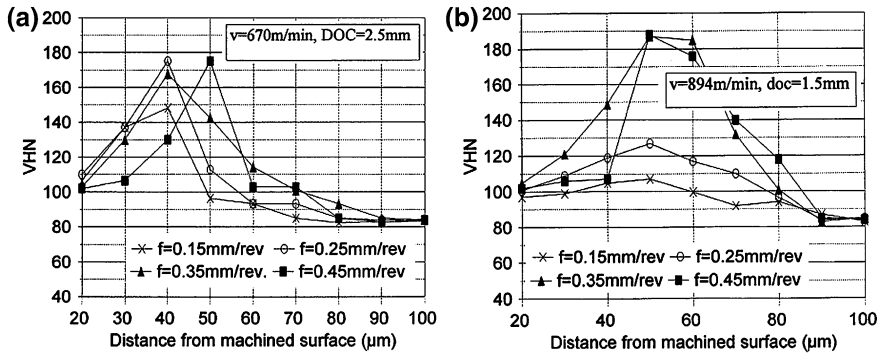 (a)
v=670m/min, DOC=2.5mm
200
180
160
140
120
100
80
60
40
VHN
f=0.15mm/rev
f=0.25mm/rev
f=0.35mm/rev.
f=0.45mm/rev
20 30 40 50 60 70 80 90 100
Distance from machined surface (µm)
(b)
v=894m/min, doc=1.5mm
200
180
160
140
120
100
80
60
40
VHN
f=0.15mm/rev
f=0.25mm/rev
f=0.35mm/rev
f=0.45mm/rev
20 40 60 80 100
Distance from machined surface (µm)